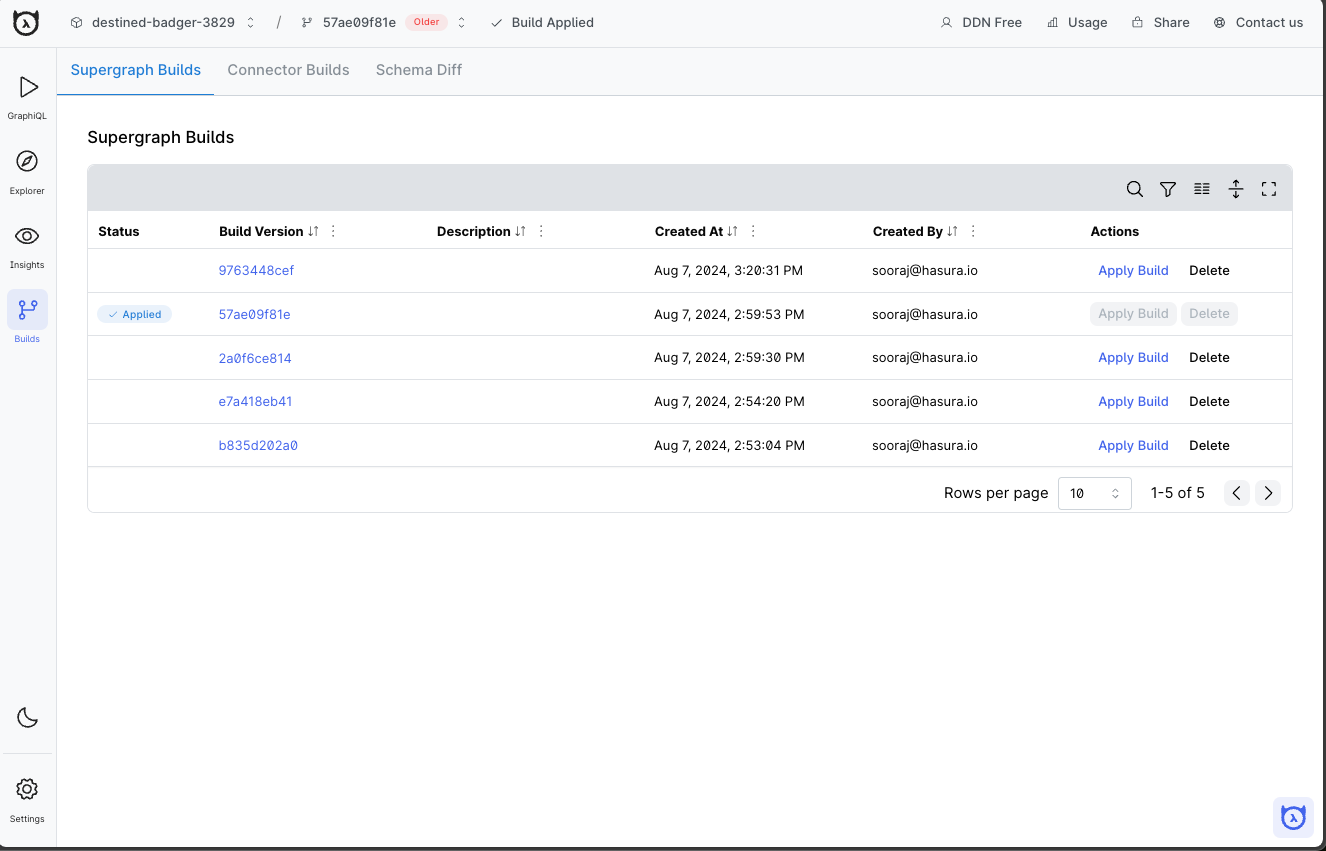 destined-badger-3829 / 57ae09f81e Older Build Applied DDN Free Usage Share Contact us
Supergraph Builds Connector Builds Schema Diff
GraphiQL
Explorer
Insights
Builds
Settings
Supergraph Builds
Status Build Version Description Created At Created By Actions
9763448cef Aug 7, 2024, 3:20:31 PM sooraj@hasura.io Apply Build Delete
Applied 57ae09f81e Aug 7, 2024, 2:59:53 PM sooraj@hasura.io Apply Build Delete
2a0f6ce814 Aug 7, 2024, 2:59:30 PM sooraj@hasura.io Apply Build Delete
e7a418eb41 Aug 7, 2024, 2:54:20 PM sooraj@hasura.io Apply Build Delete
b835d202a0 Aug 7, 2024, 2:53:04 PM sooraj@hasura.io Apply Build Delete
Rows per page 10 1-5 of 5